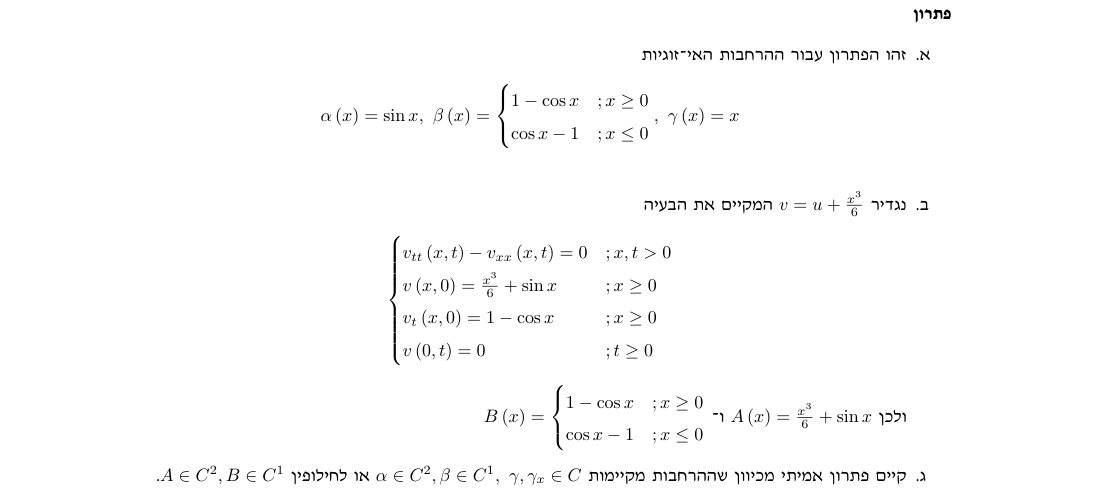 פתרון
א. זהו הפתרון עבור ההרחבות האי־זוגיות
α (x) = sin x, β (x) = { 1 − cos x ; x ≥ 0
cos x − 1 ; x ≤ 0 , γ (x) = x
ב. נגדיר v = u + x³/6 המקיים את הבעיה
{ v_tt (x, t) − v_xx (x, t) = 0 ; x, t > 0
v (x, 0) = x³/6 + sin x ; x ≥ 0
v_t (x, 0) = 1 − cos x ; x ≥ 0
v (0, t) = 0 ; t ≥ 0
ולכן A (x) = x³/6 + sin x ו־ B (x) = { 1 − cos x ; x ≥ 0
cos x − 1 ; x ≤ 0
ג. קיים פתרון אמיתי מכיוון שההרחבות מקיימות α ∈ C², β ∈ C¹, γ, γ_x ∈ C או לחילופין A ∈ C², B ∈ C¹.